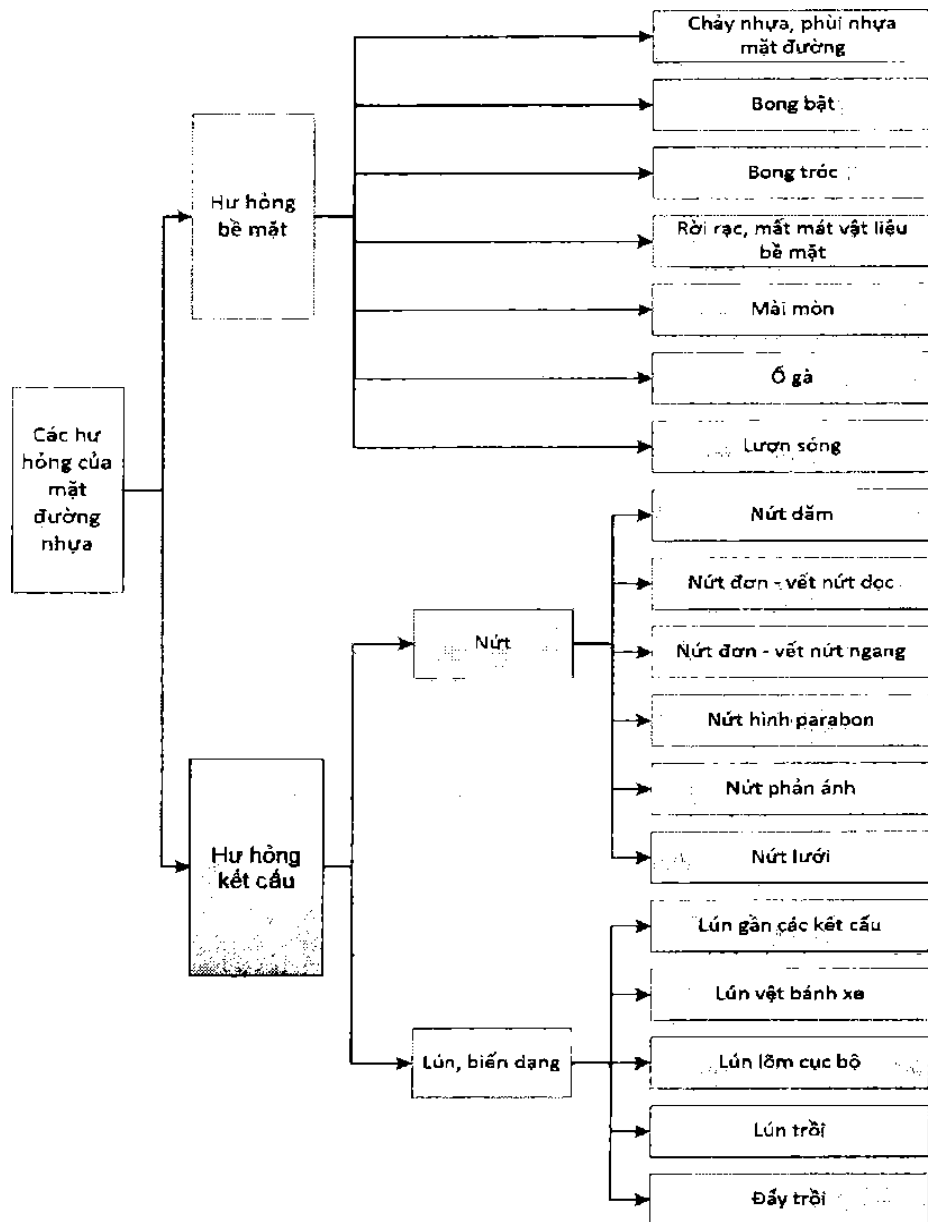 Chảy nhựa, phùi nhựa
mặt đường
Bong bật
Bong tróc
Rời rạc, mất mát vật liệu
bề mặt
Mài mòn
Ổ gà
Lượn sóng
Hư hỏng
bề mặt
Các hư
hỏng của
mặt
đường
nhựa
Hư hỏng
kết cấu
Nứt
Nứt dăm
Nứt đơn - vết nứt dọc
Nứt đơn - vết nứt ngang
Nứt hình parabon
Nứt phản ánh
Nứt lưới
Lún, biến dạng
Lún gần các kết cấu
Lún vệt bánh xe
Lún lõm cục bộ
Lún trồi
Đẩy trồi